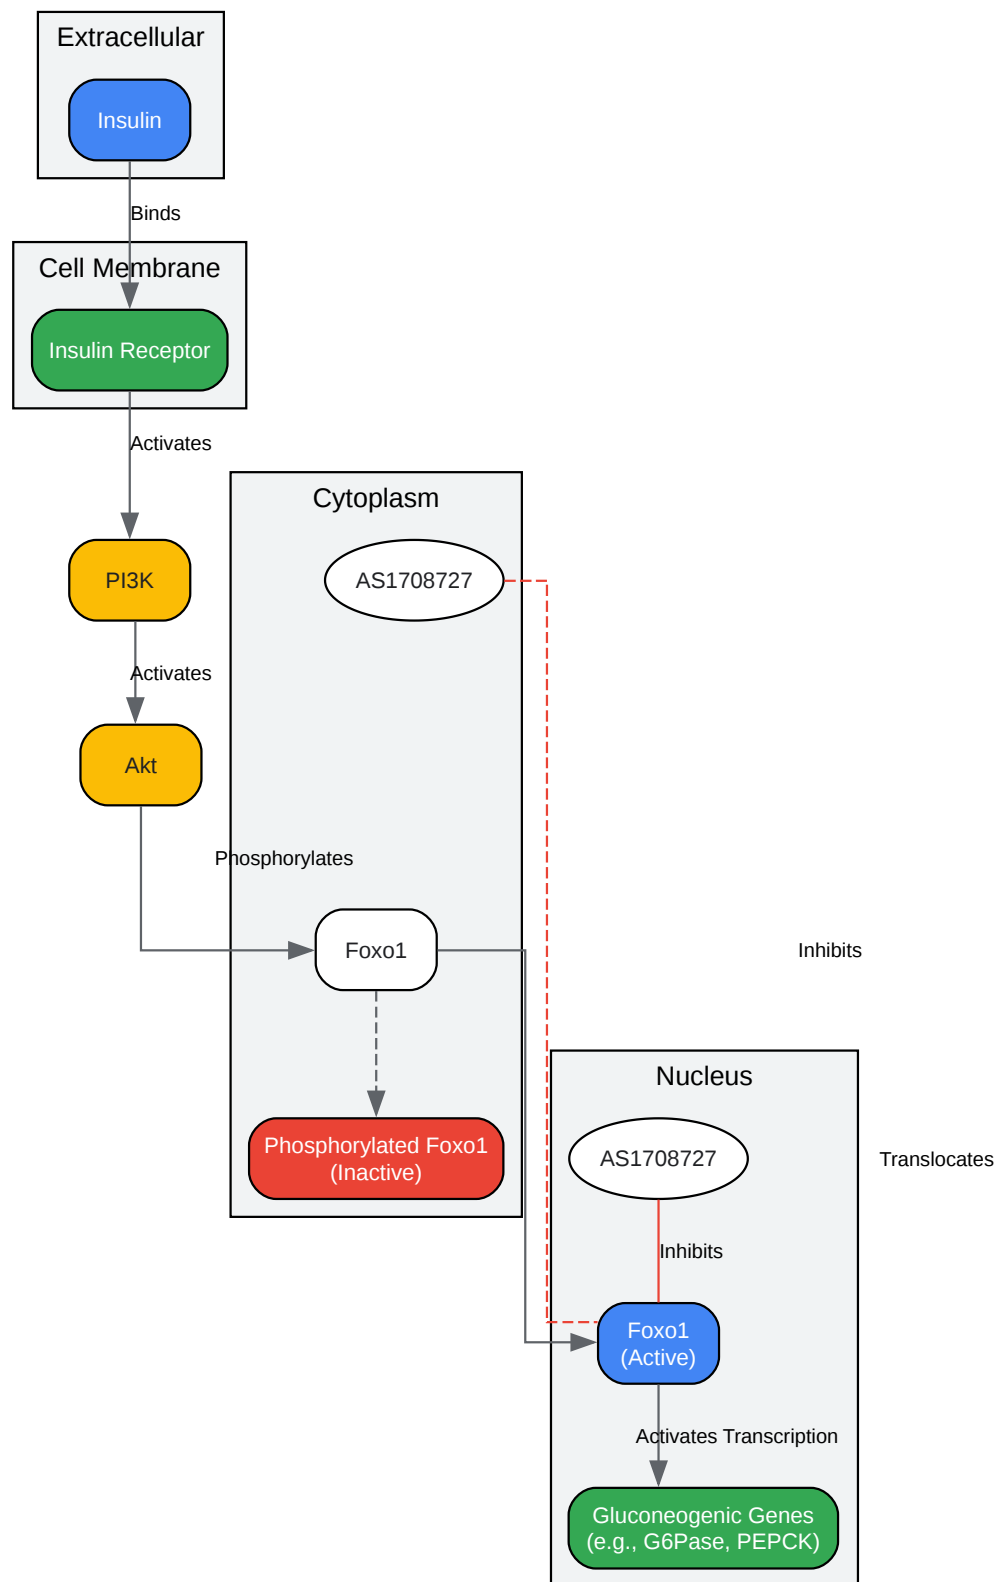 Extracellular
Insulin
Binds
Cell Membrane
Insulin Receptor
Activates
Cytoplasm
AS1708727
PI3K
Activates
Akt
Phosphorylates
Foxo1
Inhibits
Nucleus
Phosphorylated Foxo1
(Inactive)
AS1708727
Translocates
Inhibits
Foxo1
(Active)
Activates Transcription
Gluconeogenic Genes
(e.g., G6Pase, PEPCK)